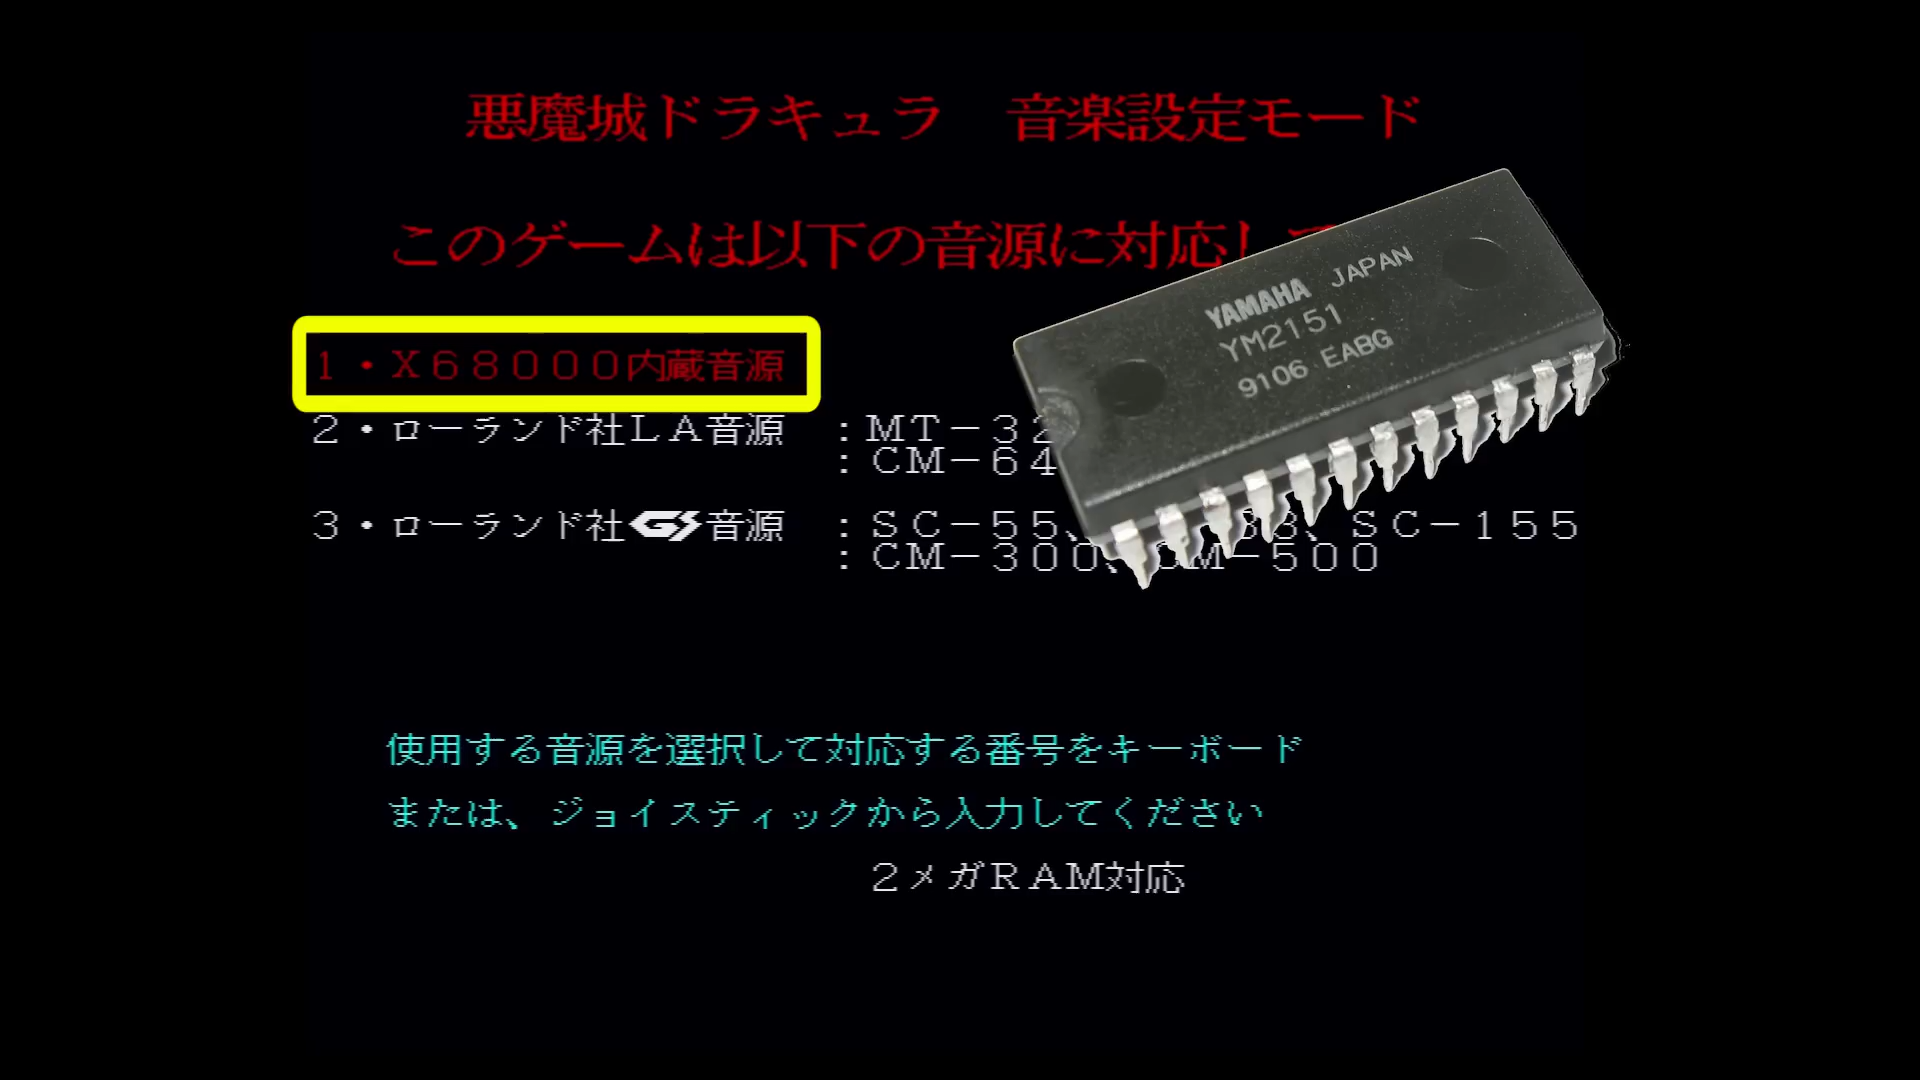 悪魔城ドラキュラ　音楽設定モード
このゲームは以下の音源に対応して
1・X68000内蔵音源
2・ローランド社LA音源　：MT-32
：CM-64
3・ローランド社GS音源　：SC-55、33、SC-155
：CM-300、CM-500
YAMAHA JAPAN
YM2151
9106 EABG
使用する音源を選択して対応する番号をキーボード
または、ジョイスティックから入力してください
2メガRAM対応